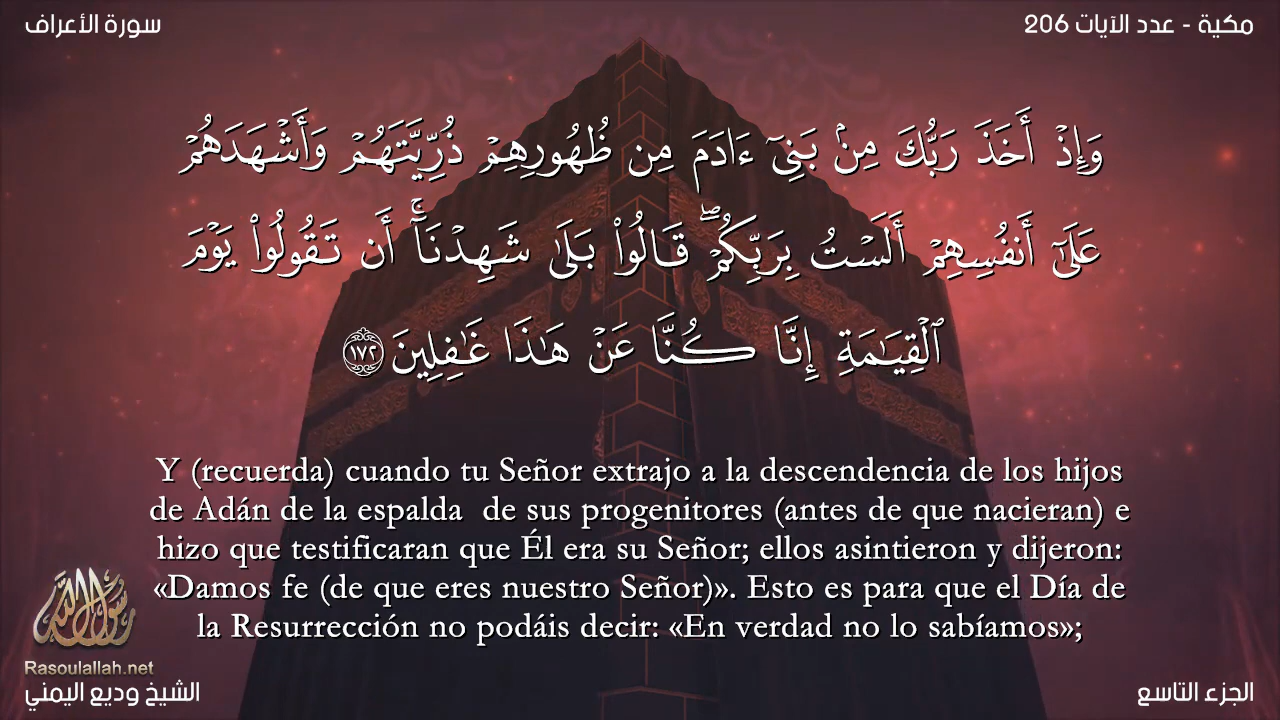 مكية - عدد الآيات 206
سورة الأعراف
وَإِذْ أَخَذَ رَبُّكَ مِنۢ بَنِىٓ ءَادَمَ مِن ظُهُورِهِمْ ذُرِّيَّتَهُمْ وَأَشْهَدَهُمْ
عَلَىٰٓ أَنفُسِهِمْ أَلَسْتُ بِرَبِّكُمْ ۖ قَالُوا۟ بَلَىٰ شَهِدْنَآ ۚ أَن تَقُولُوا۟ يَوْمَ
ٱلْقِيَـٰمَةِ إِنَّا كُنَّا عَنْ هَـٰذَا غَـٰفِلِينَ ١٧٢
Y (recuerda) cuando tu Señor extrajo a la descendencia de los hijos
de Adán de la espalda  de sus progenitores (antes de que nacieran) e
hizo que testificaran que Él era su Señor; ellos asintieron y dijeron:
«Damos fe (de que eres nuestro Señor)». Esto es para que el Día de
la Resurrección no podáis decir: «En verdad no lo sabíamos»;
رسول الله
Rasoulallah.net
الجزء التاسع
الشيخ وديع اليمني